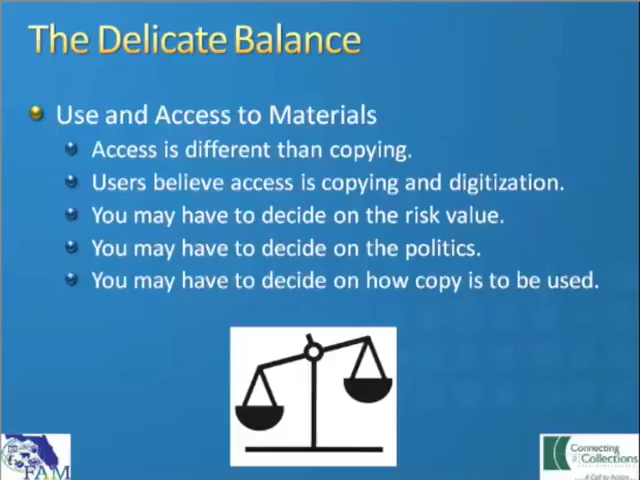 The Delicate Balance
Use and Access to Materials
Access is different than copying.
Users believe access is copying and digitization.
You may have to decide on the risk value.
You may have to decide on the politics.
You may have to decide on how copy is to be used.
FAM
Connecting
to Collections
A Call to Action